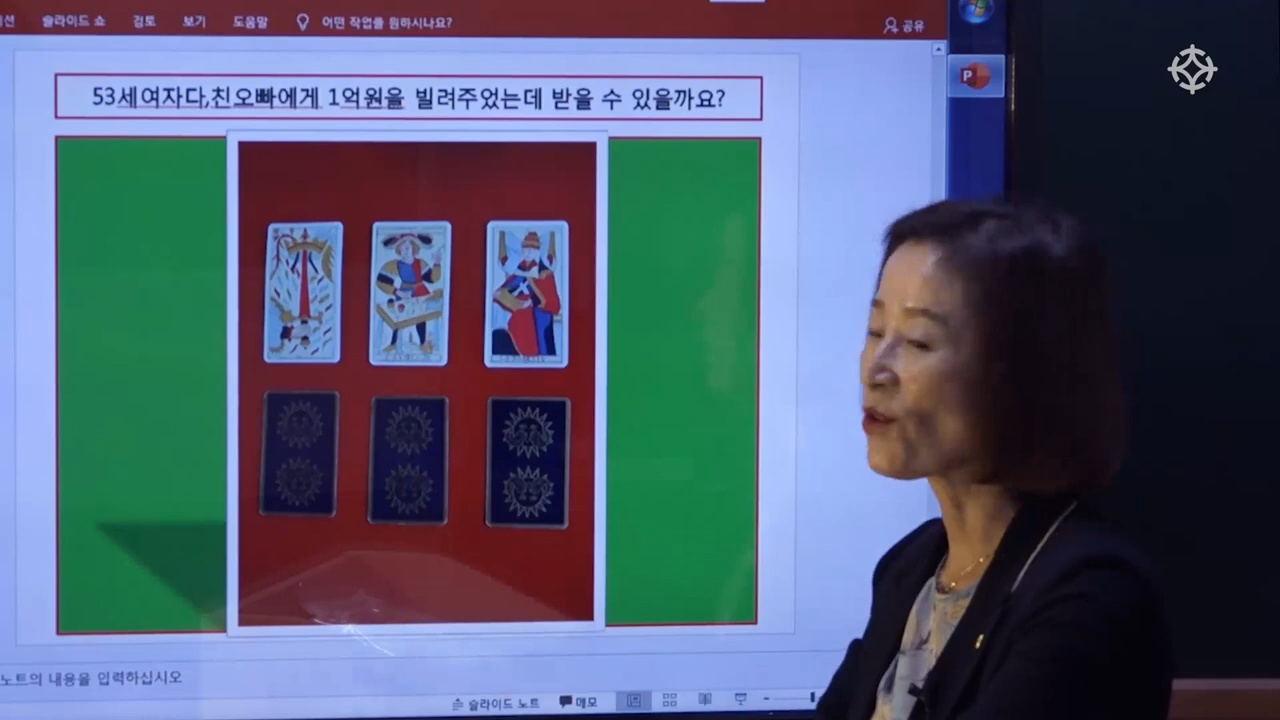 슬라이드 쇼 검토 보기 도움말 어떤 작업을 원하시나요? 공유
P
53세여자다,친오빠에게 1억원을 빌려주었는데 받을 수 있을까요?
노트의 내용을 입력하십시오
슬라이드 노트 메모